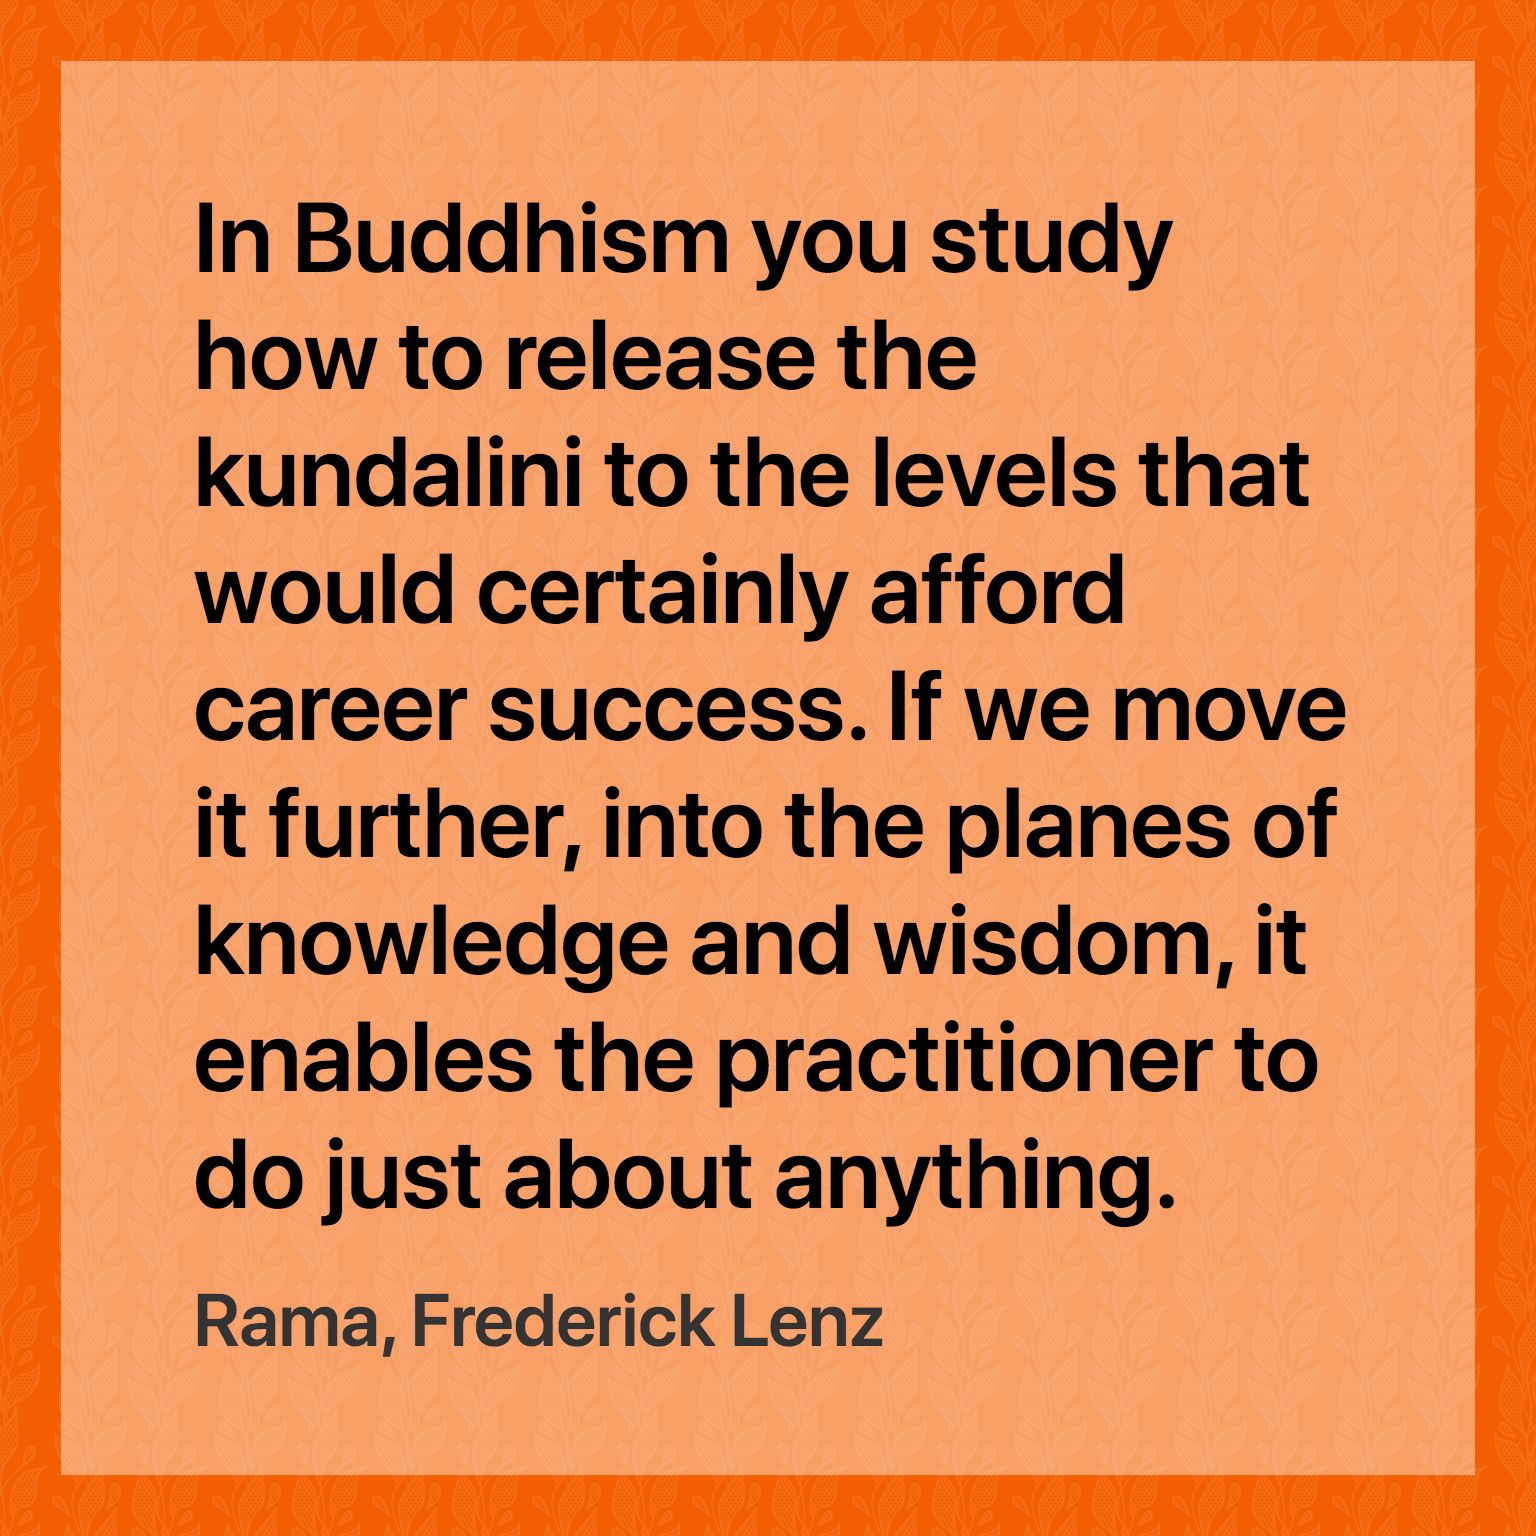 In Buddhism you study
how to release the
kundalini to the levels that
would certainly afford
career success. If we move
it further, into the planes of
knowledge and wisdom, it
enables the practitioner to
do just about anything.
Rama, Frederick Lenz